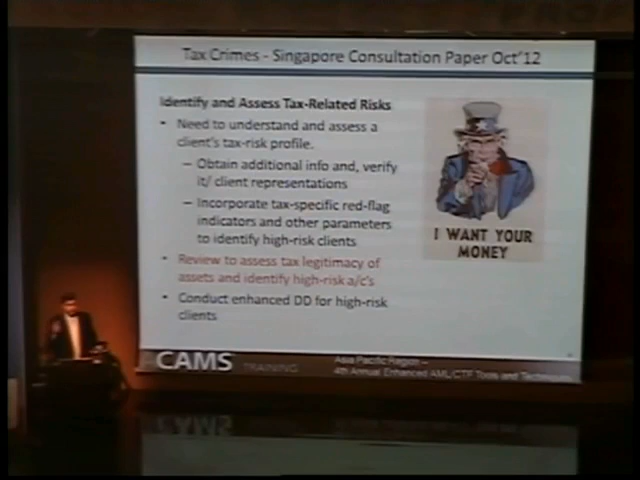 Tax Crimes - Singapore Consultation Paper Oct'12
Identify and Assess Tax-Related Risks
• Need to understand and assess a
client's tax-risk profile.
– Obtain additional info and, verify
it/ client representations
– Incorporate tax-specific red-flag
indicators and other parameters
to identify high-risk clients
• Review to assess tax legitimacy of
assets and identify high-risk a/c's
• Conduct enhanced DD for high-risk
clients
I WANT YOUR
MONEY
ACAMS TRAINING
Asia Pacific Region –
4th Annual Enhanced AML/CTF Tools and Techniques